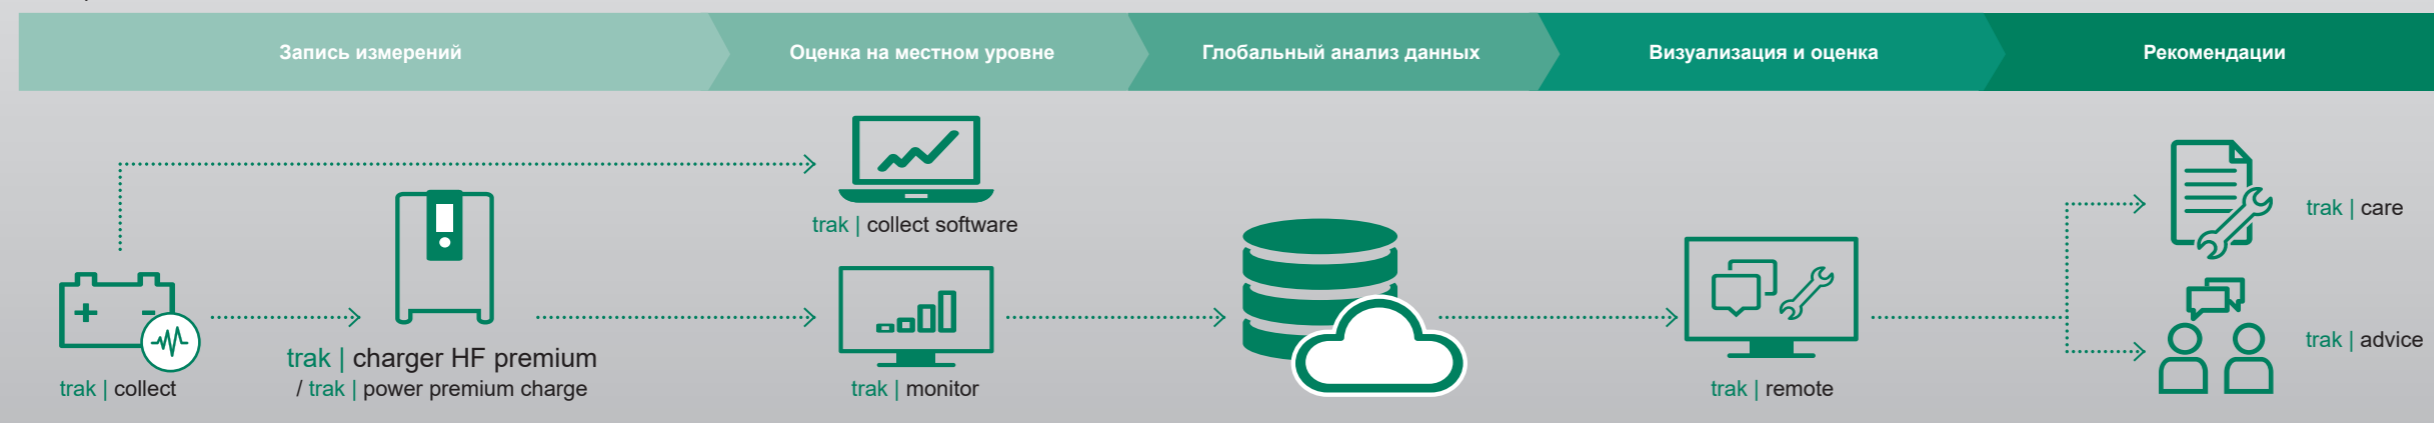 Запись измерений
Оценка на местном уровне
Глобальный анализ данных
Визуализация и оценка
Рекомендации
trak | collect software
trak | care
trak | advice
trak | charger HF premium
/ trak | power premium charge
trak | collect
trak | monitor
trak | remote